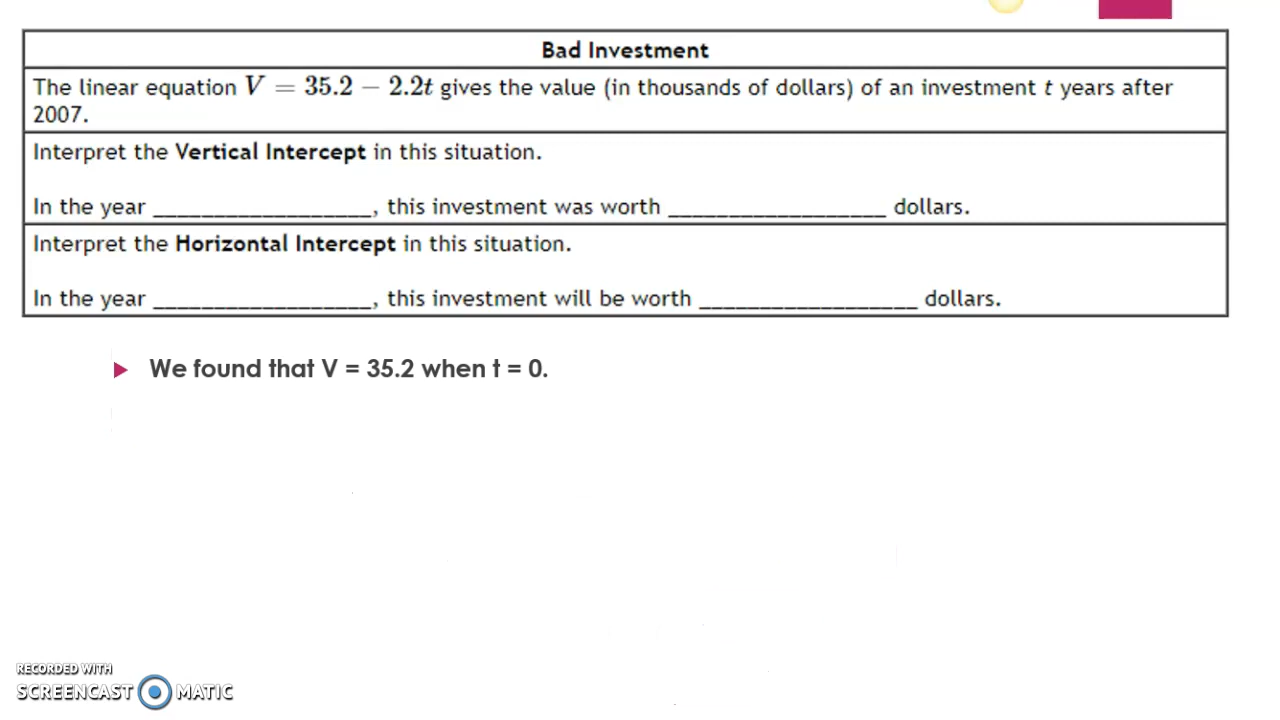 Bad Investment
The linear equation V = 35.2 − 2.2t gives the value (in thousands of dollars) of an investment t years after
2007.
Interpret the Vertical Intercept in this situation.
In the year __________________, this investment was worth __________________ dollars.
Interpret the Horizontal Intercept in this situation.
In the year __________________, this investment will be worth __________________ dollars.
We found that V = 35.2 when t = 0.
RECORDED WITH
SCREENCAST MATIC